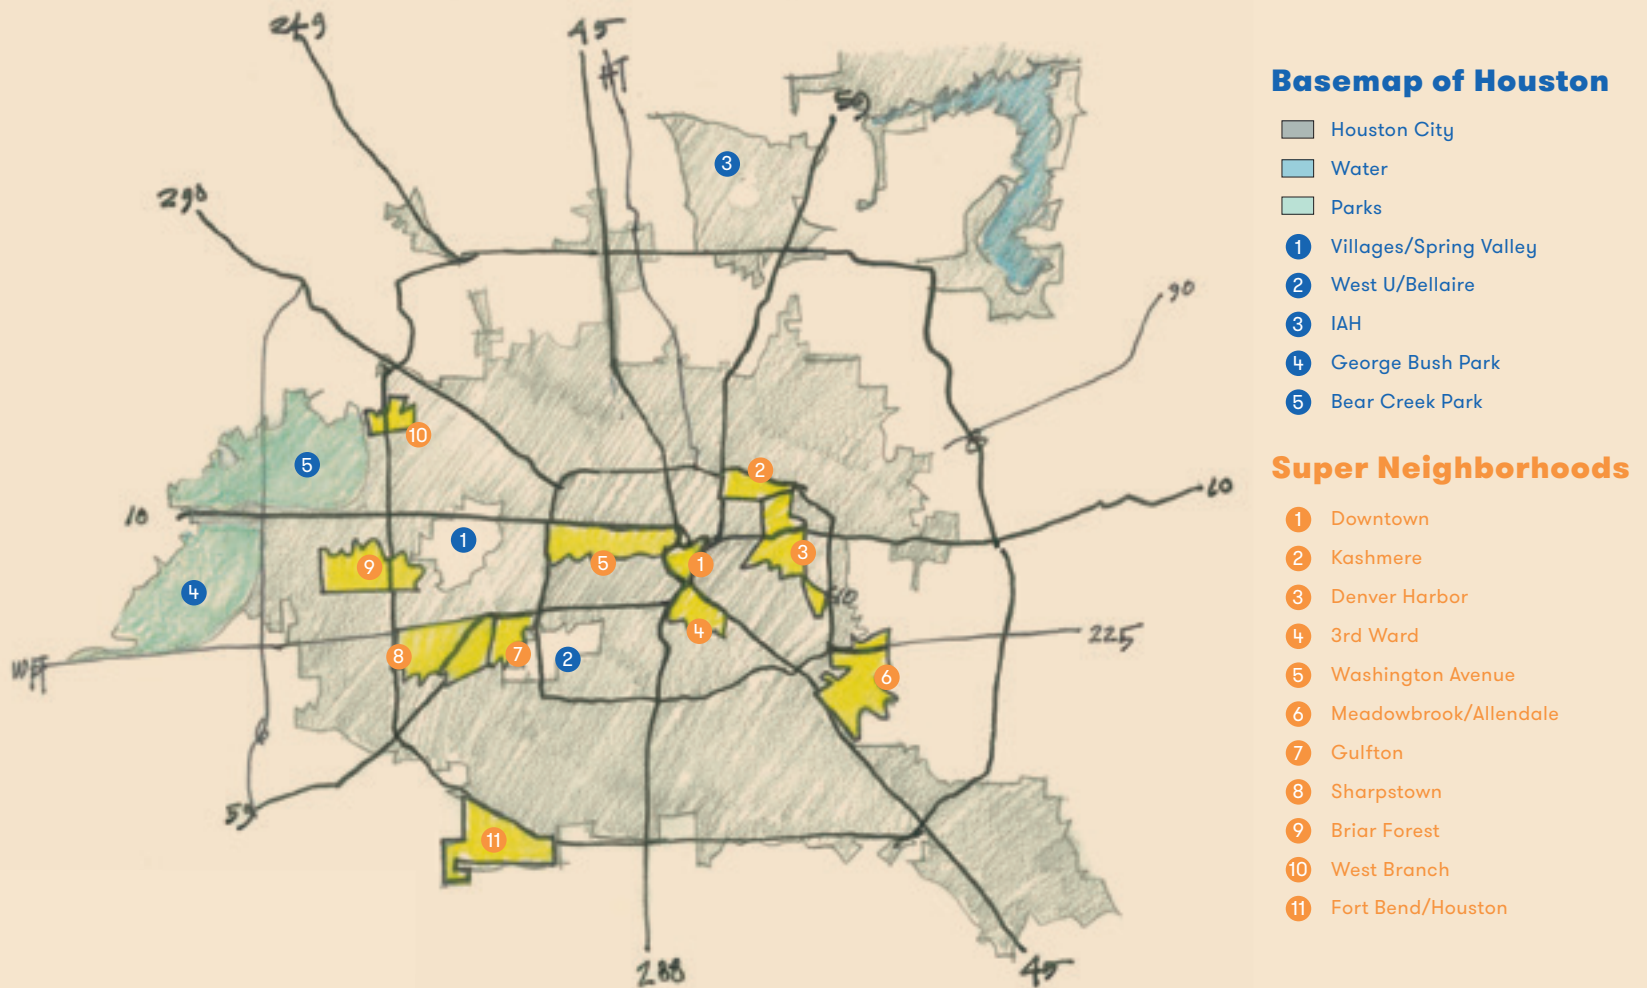 249
45
HT
59
290
90
3
10
10
2
5
10
10
9
1
5
1
3
4
10
225
WP
8
7
2
4
6
59
11
288
45
Basemap of Houston
Houston City
Water
Parks
1 Villages/Spring Valley
2 West U/Bellaire
3 IAH
4 George Bush Park
5 Bear Creek Park
Super Neighborhoods
1 Downtown
2 Kashmere
3 Denver Harbor
4 3rd Ward
5 Washington Avenue
6 Meadowbrook/Allendale
7 Gulfton
8 Sharpstown
9 Briar Forest
10 West Branch
11 Fort Bend/Houston